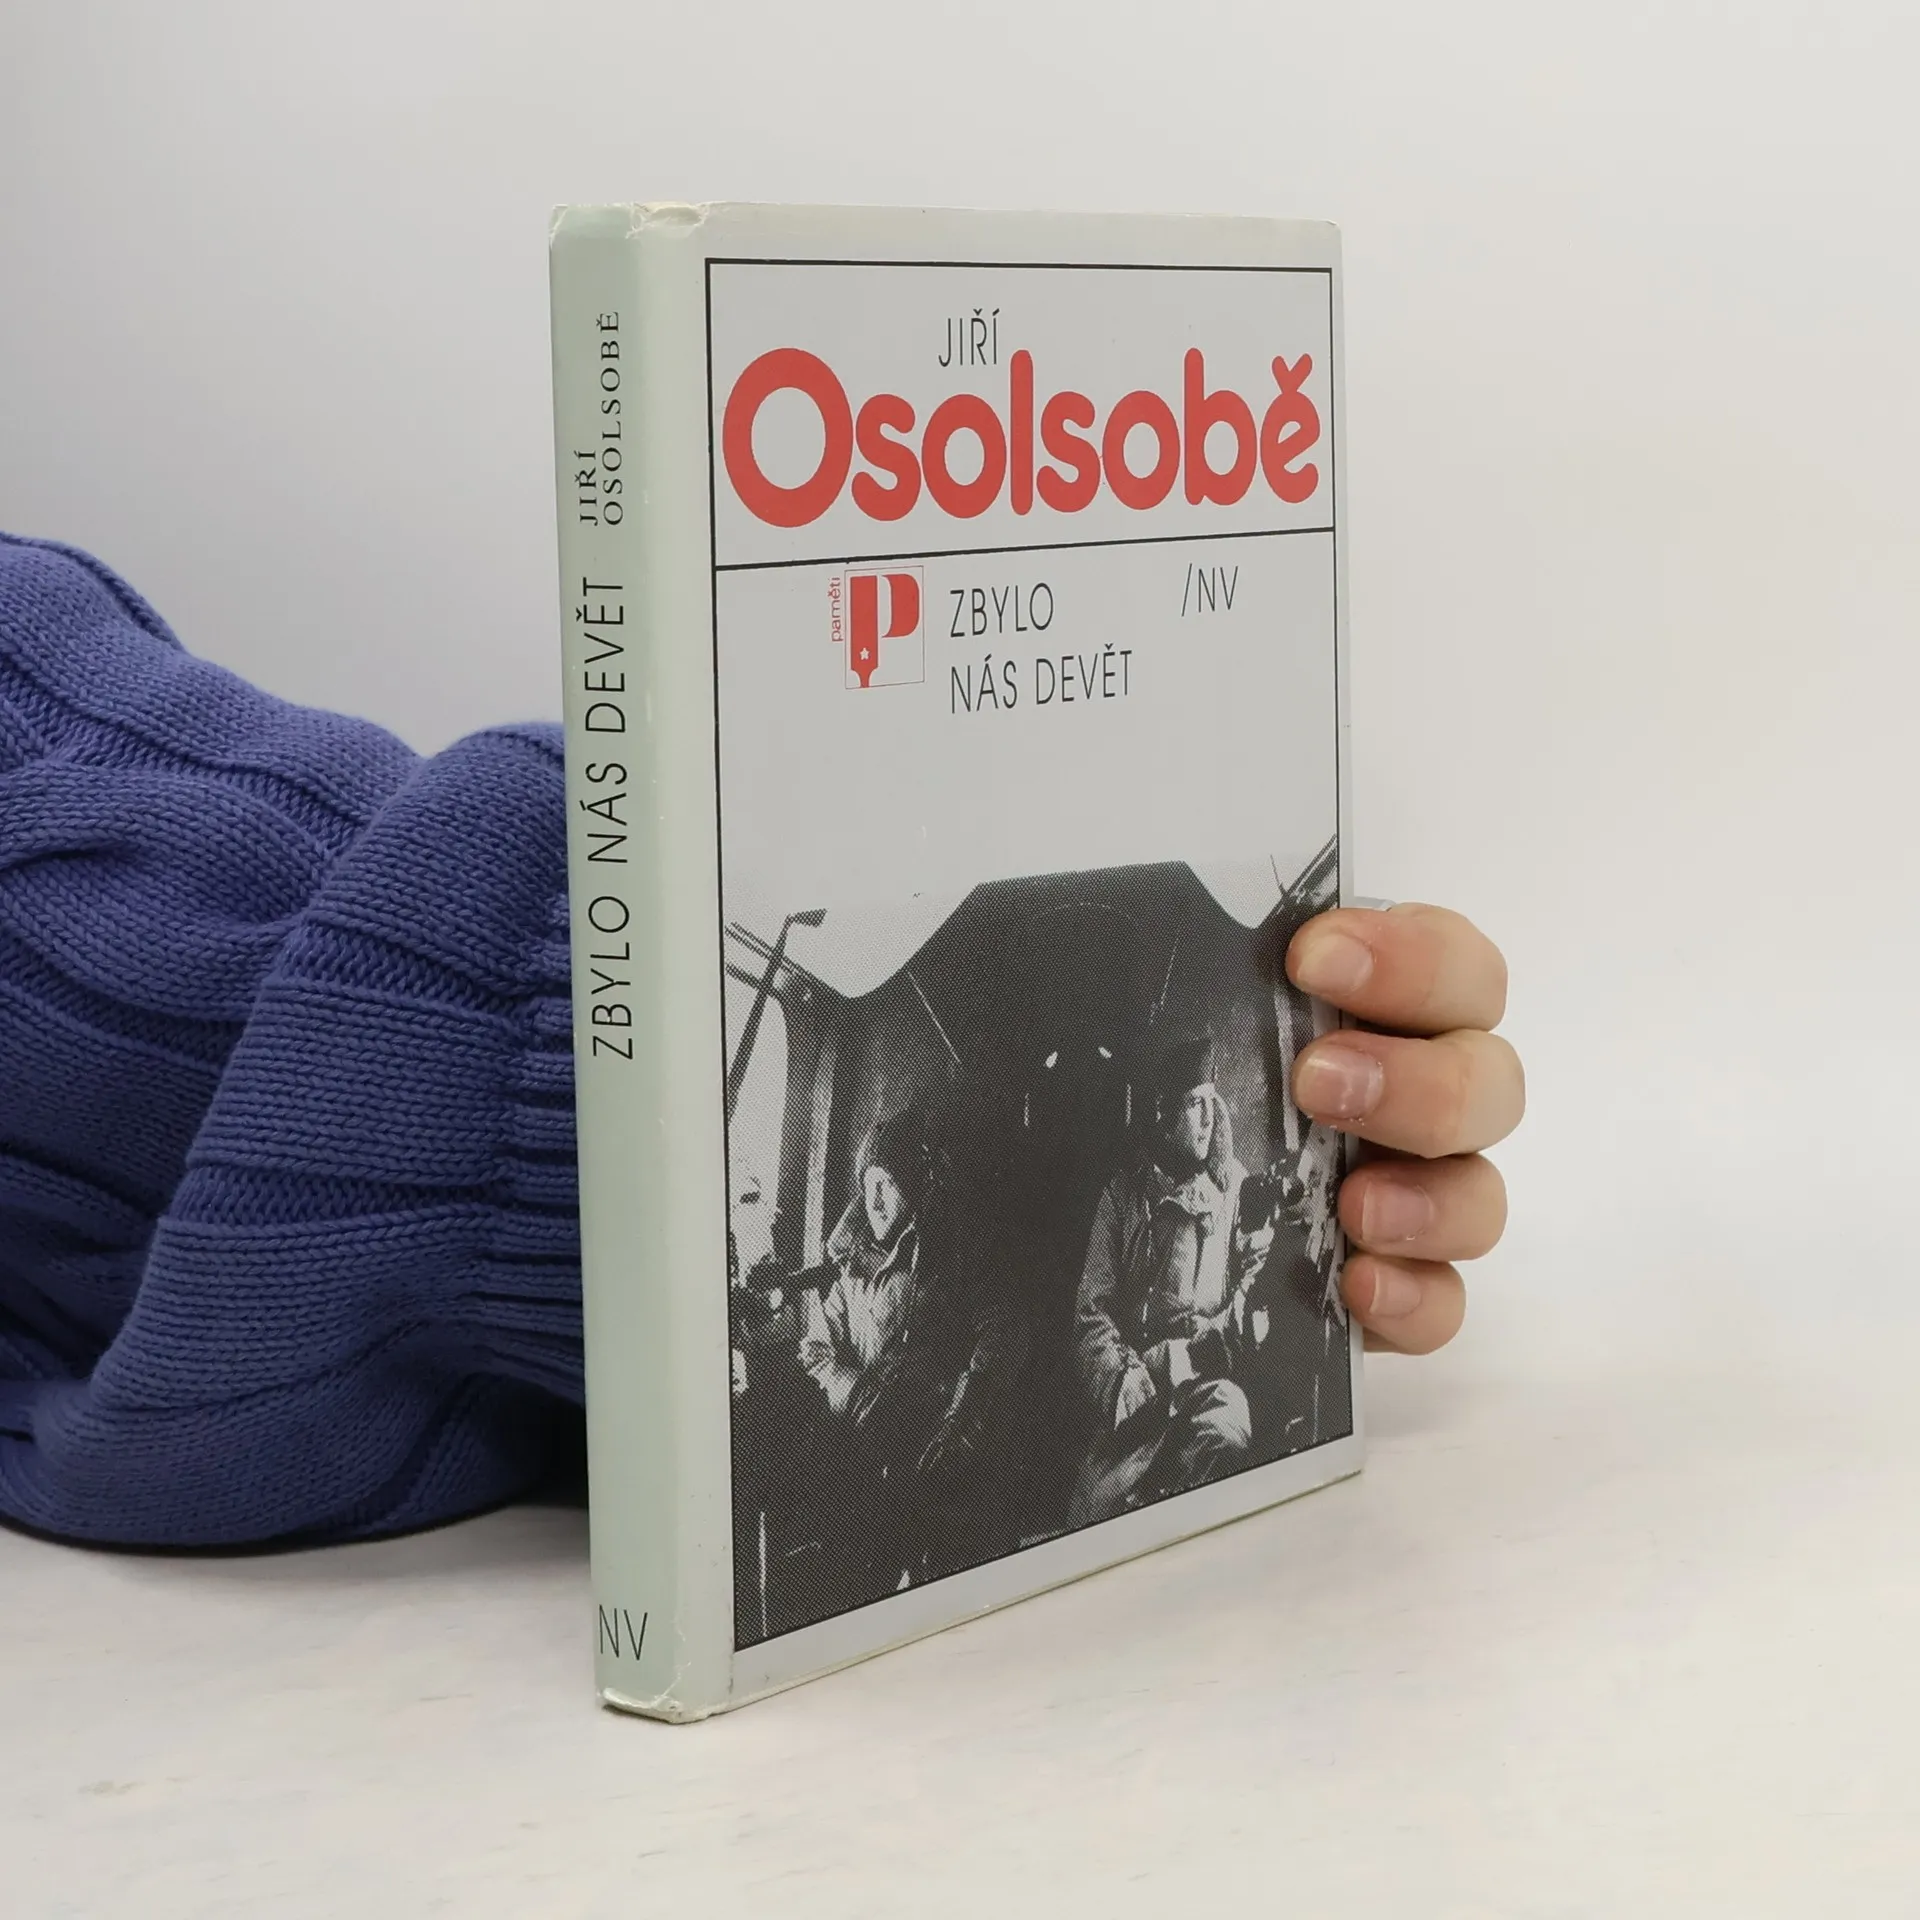 JIŘÍ
OSOLSOBĚ
ZBYLO NÁS DEVĚT
NV
JIŘÍ
Osolsobě
paměti
P
ZBYLO
NÁS DEVĚT
/NV